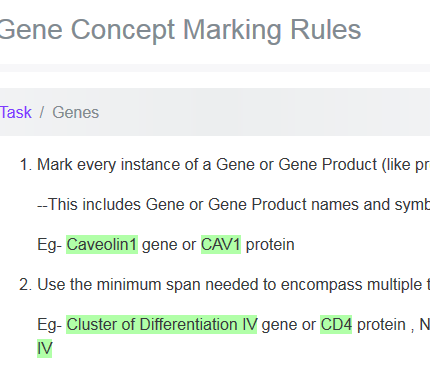 Gene Concept Marking Rules
Task / Genes
1. Mark every instance of a Gene or Gene Product (like pr
--This includes Gene or Gene Product names and symb
Eg- Caveolin1 gene or CAV1 protein
2. Use the minimum span needed to encompass multiple t
Eg- Cluster of Differentiation IV gene or CD4 protein , N
IV